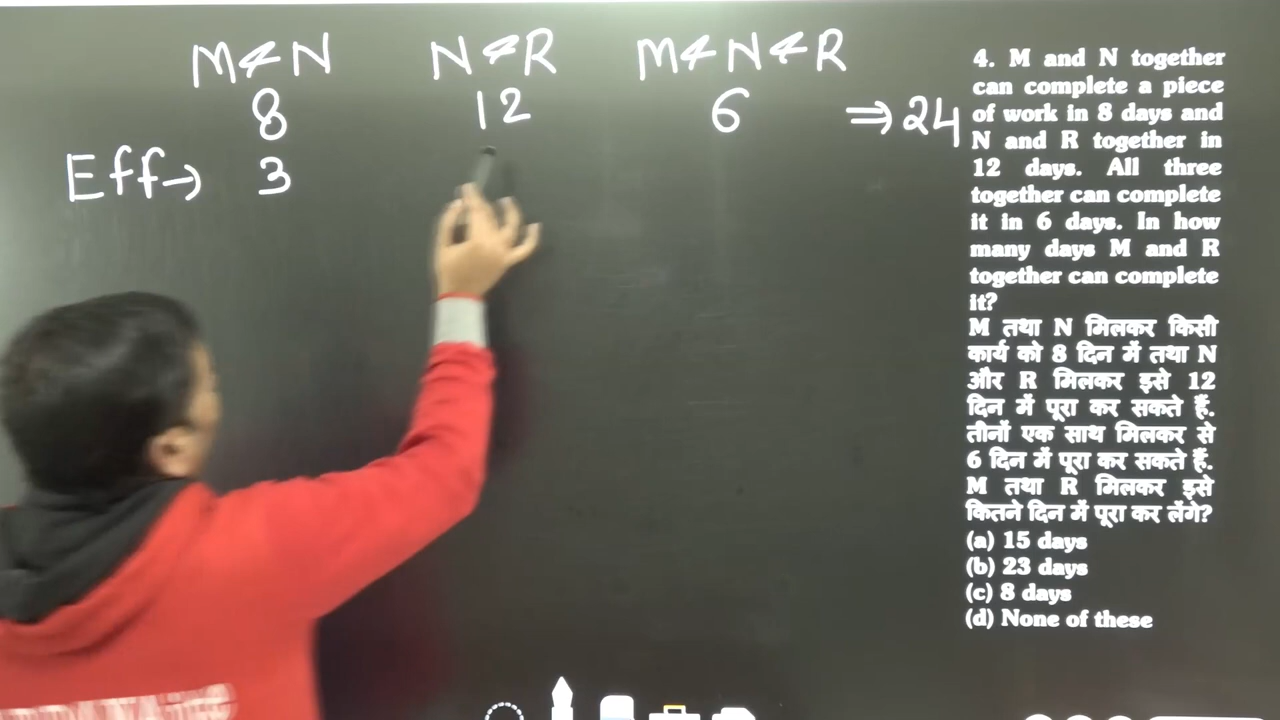 M & N N & R M & N & R
8 12 6 ⇒ 24
Eff → 3
4. M and N together
can complete a piece
of work in 8 days and
N and R together in
12 days. All three
together can complete
it in 6 days. In how
many days M and R
together can complete
it?
M तथा N मिलकर किसी
कार्य को 8 दिन में तथा N
और R मिलकर इसे 12
दिन में पूरा कर सकते हैं.
तीनों एक साथ मिलकर से
6 दिन में पूरा कर सकते हैं.
M तथा R मिलकर इसे
कितने दिन में पूरा कर लेंगे?
(a) 15 days
(b) 23 days
(c) 8 days
(d) None of these